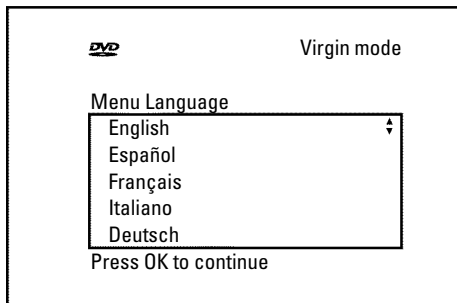 DVD
Virgin mode
Menu Language
English
Español
Français
Italiano
Deutsch
Press OK to continue